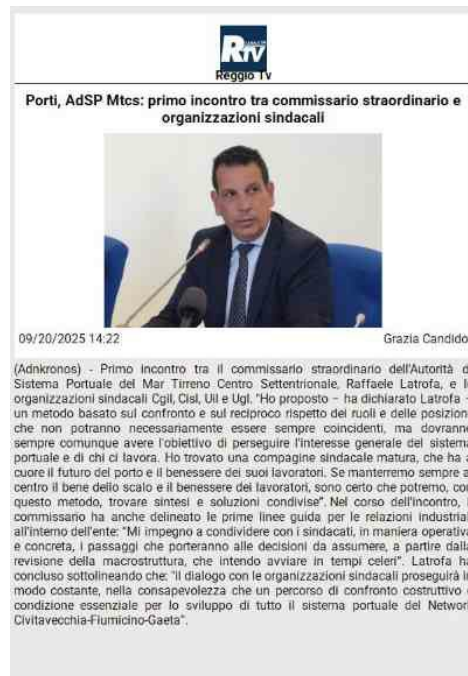 RTV
Reggio Tv
Porti, AdSP Mtcs: primo incontro tra commissario straordinario e
organizzazioni sindacali
09/20/2025 14:22
Grazia Candido
(Adnkronos) - Primo incontro tra il commissario straordinario dell'Autorità d
Sistema Portuale del Mar Tirreno Centro Settentrionale, Raffaele Latrofa, e l
organizzazioni sindacali Cgil, Cisl, Uil e Ugl. "Ho proposto – ha dichiarato Latrofa –
un metodo basato sul confronto e sul reciproco rispetto dei ruoli e delle posizion
che non potranno necessariamente essere sempre coincidenti, ma dovranno
sempre comunque avere l'obiettivo di perseguire l'interesse generale del sistema
portuale e di chi ci lavora. Ho trovato una compagine sindacale matura, che ha a
cuore il futuro del porto e il benessere dei suoi lavoratori. Se manterremo sempre al
centro il bene dello scalo e il benessere dei lavoratori, sono certo che potremo, con
questo metodo, trovare sintesi e soluzioni condivise". Nel corso dell'incontro, i
commissario ha anche delineato le prime linee guida per le relazioni industrial
all'interno dell'ente: "Mi impegno a condividere con i sindacati, in maniera operativa
e concreta, i passaggi che porteranno alle decisioni da assumere, a partire dalla
revisione della macrostruttura, che intendo avviare in tempi celeri". Latrofa ha
concluso sottolineando che: "il dialogo con le organizzazioni sindacali proseguirà in
modo costante, nella consapevolezza che un percorso di confronto costruttivo è
condizione essenziale per lo sviluppo di tutto il sistema portuale del Network
Civitavecchia-Fiumicino-Gaeta".